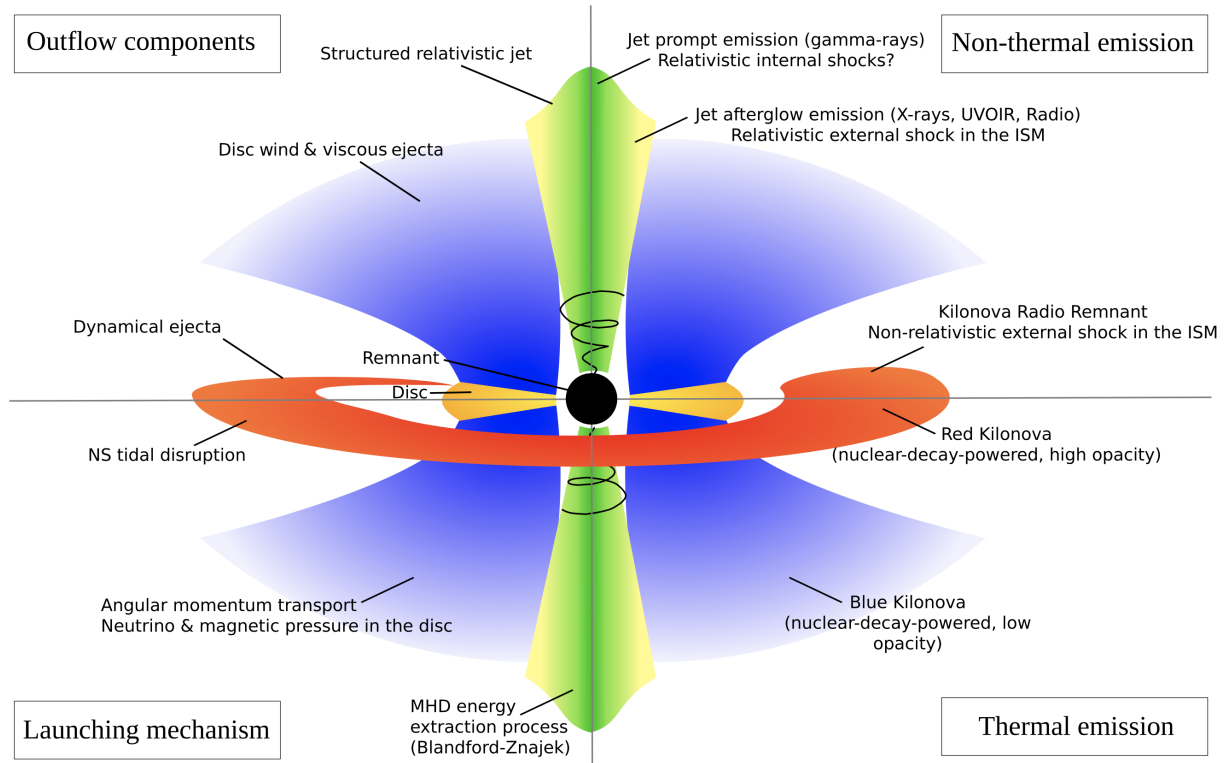 Outflow components
Non-thermal emission
Structured relativistic jet
Jet prompt emission (gamma-rays)
Relativistic internal shocks?
Jet afterglow emission (X-rays, UVOIR, Radio)
Relativistic external shock in the ISM
Disc wind & viscous ejecta
Kilonova Radio Remnant
Non-relativistic external shock in the ISM
Dynamical ejecta
Remnant
Disc
Red Kilonova
(nuclear-decay-powered, high opacity)
NS tidal disruption
Angular momentum transport
Neutrino & magnetic pressure in the disc
Blue Kilonova
(nuclear-decay-powered, low
opacity)
MHD energy
extraction process
(Blandford-Znajek)
Launching mechanism
Thermal emission